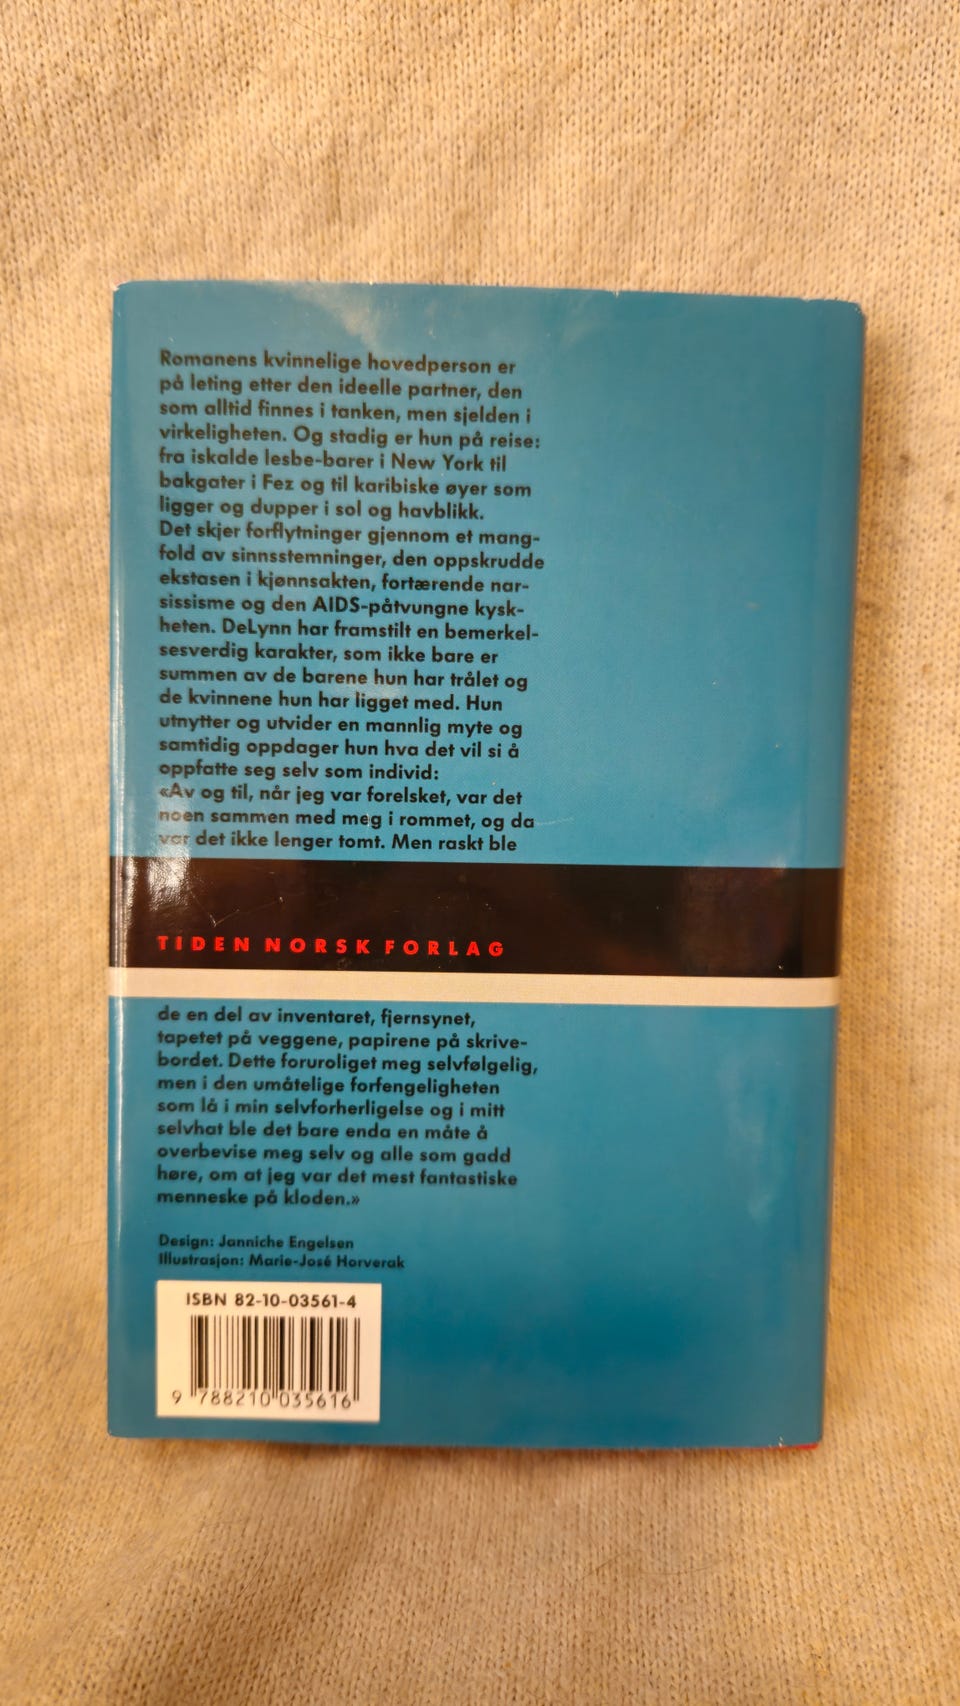 Romanens kvinnelige hovedperson er
på leting etter den ideelle partner, den
som alltid finnes i tanken, men sjelden i
virkeligheten. Og stadig er hun på reise:
fra iskalde lesbe-barer i New York til
bakgater i Fez og til karibiske øyer som
ligger og dupper i sol og havblikk.
Det skjer forflytninger gjennom et mang-
fold av sinnsstemninger, den oppskrudde
ekstasen i kjønnsakten, fortærende nar-
sissisme og den AIDS-påtvungne kysk-
heten. DeLynn har framstilt en bemerkel-
sesverdig karakter, som ikke bare er
summen av de barene hun har trålet og
de kvinnene hun har ligget med. Hun
utnytter og utvider en mannlig myte og
samtidig oppdager hun hva det vil si å
oppfatte seg selv som individ:
«Av og til, når jeg var forelsket, var det
noen sammen med meg i rommet, og da
var det ikke lenger tomt. Men raskt ble
TIDEN NORSK FORLAG
de en del av inventaret, fjernsynet,
tapetet på veggene, papirene på skrive-
bordet. Dette foruroliget meg selvfølgelig,
men i den umåtelige forfengeligheten
som lå i min selvforherligelse og i mitt
selvhat ble det bare enda en måte å
overbevise meg selv og alle som gadd
høre, om at jeg var det mest fantastiske
menneske på kloden.»
Design: Janniche Engelsen
Illustrasjon: Marie-José Horverak
ISBN 82-10-03561-4
9 788210 035616